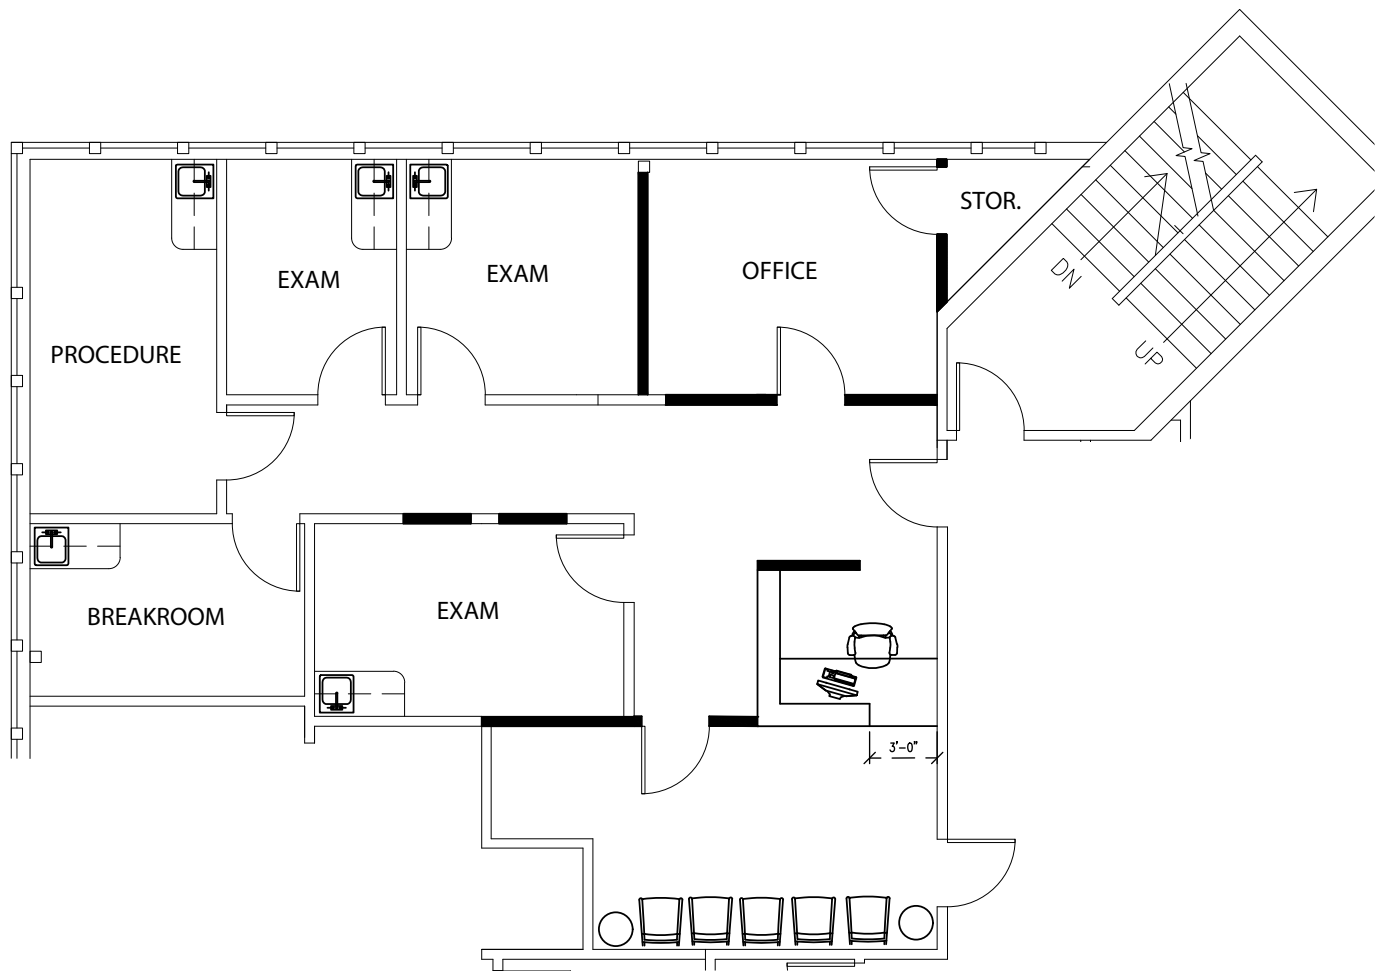 STOR.
EXAM
EXAM
OFFICE
DN
PROCEDURE
UP
BREAKROOM
EXAM
3'-0"